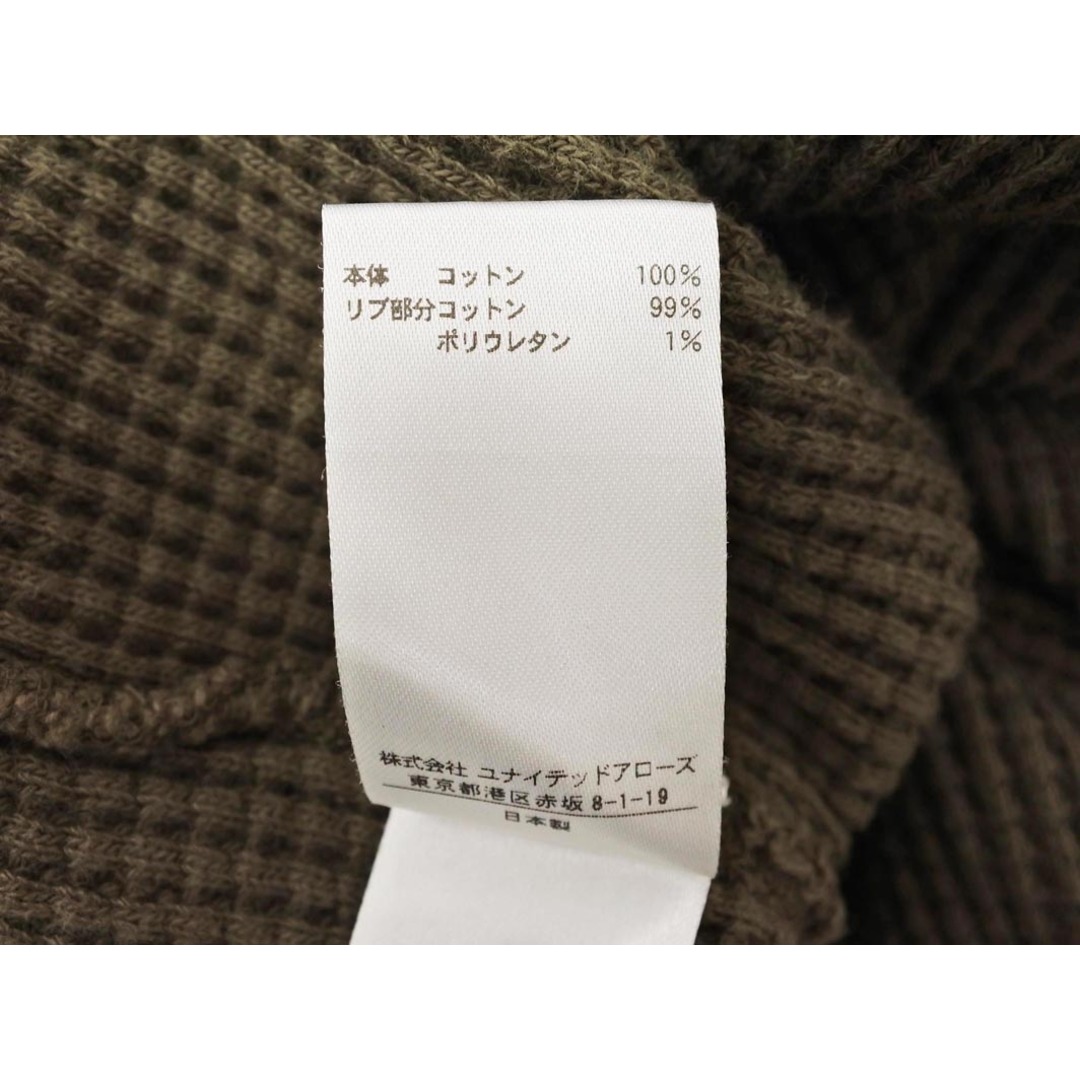 本体 コットン 100%
リブ部分コットン 99%
ポリウレタン 1%
株式会社 ユナイテッドアローズ
東京都港区赤坂8-1-19
日本製